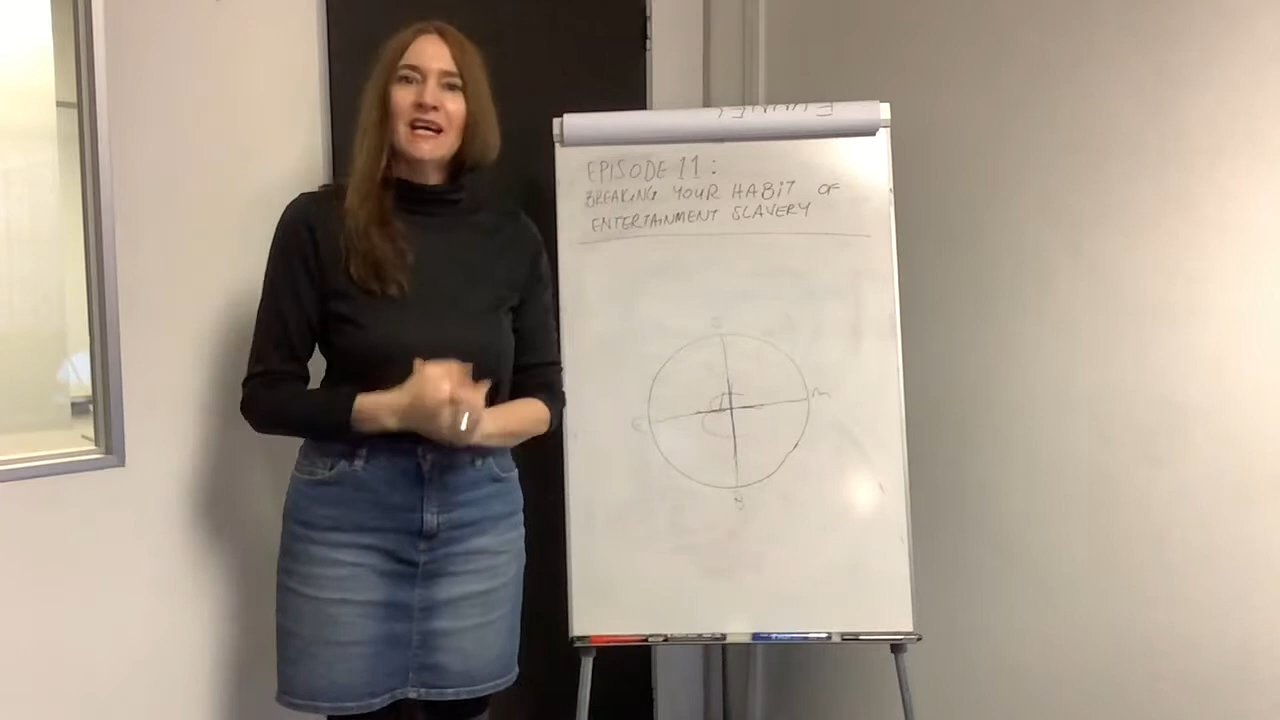 EPISODE 11:
BREAKING YOUR HABIT OF
ENTERTAINMENT SLAVERY
S
m